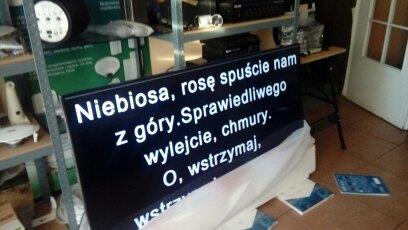 Niebiosa, rosę spuście nam
z góry.Sprawiedliwego
wylejcie, chmury.
O, wstrzymaj,